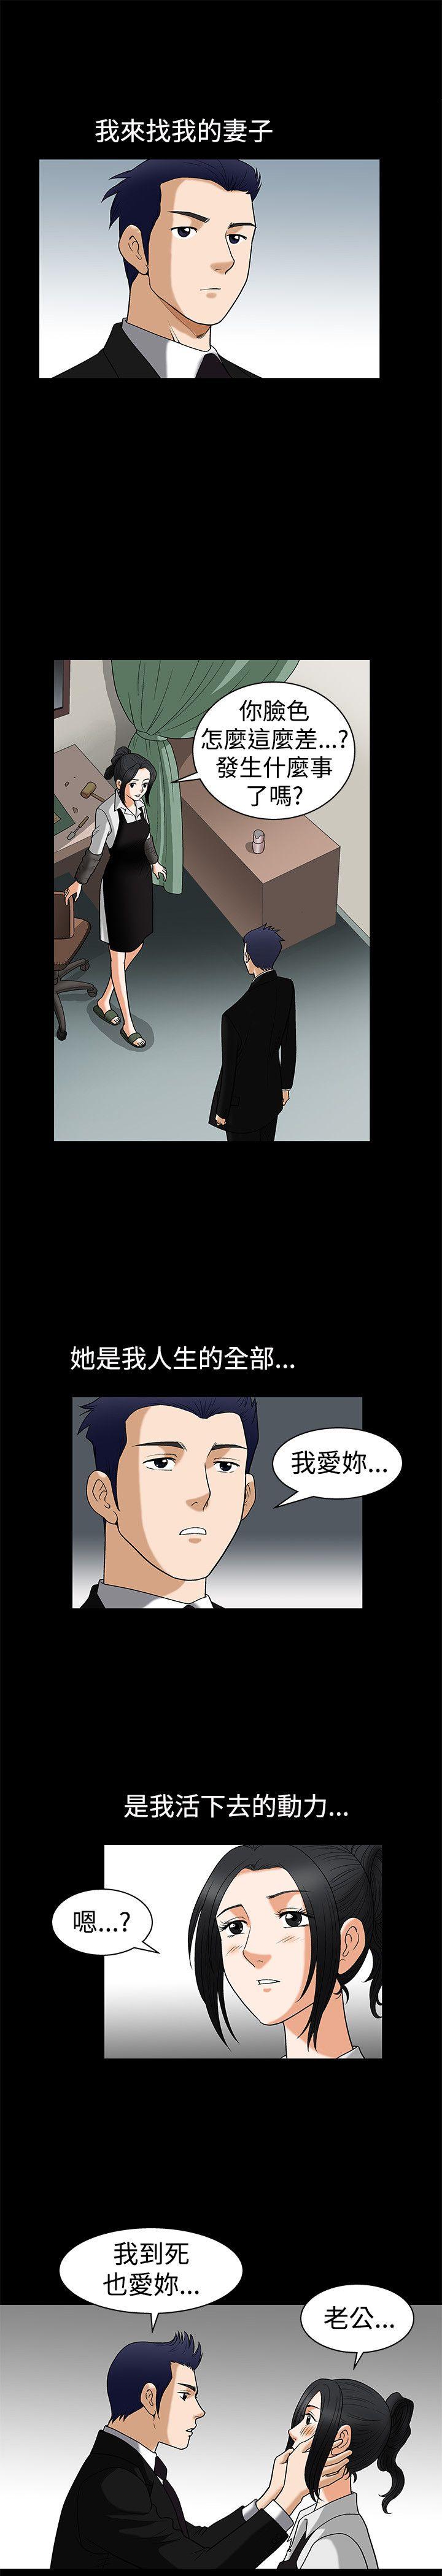 我來找我的妻子
你臉色
怎麼這麼差...?
發生什麼事
了嗎?
她是我人生的全部...
我愛妳...
是我活下去的動力...
嗯...?
我到死
也愛妳...
老公...